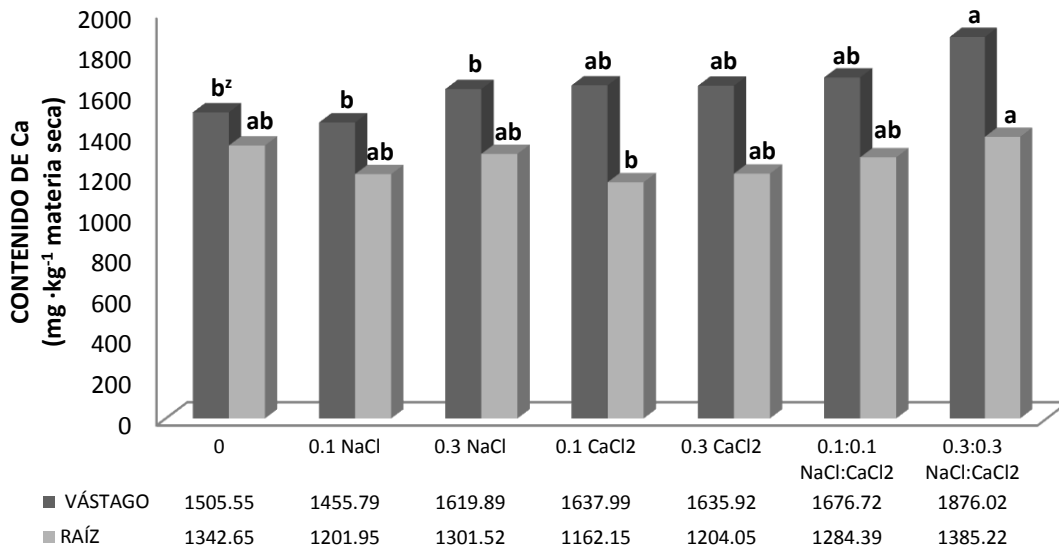 CONTENIDO DE Ca
(mg ·kg⁻¹ materia seca)
2000
1800
1600
1400
1200
1000
800
600
400
200
0
bᶻ
ab
b
ab
b
ab
ab
b
ab
ab
ab
ab
a
a
0 0.1 NaCl 0.3 NaCl 0.1 CaCl2 0.3 CaCl2 0.1:0.1 NaCl:CaCl2 0.3:0.3 NaCl:CaCl2
VÁSTAGO 1505.55 1455.79 1619.89 1637.99 1635.92 1676.72 1876.02
RAÍZ 1342.65 1201.95 1301.52 1162.15 1204.05 1284.39 1385.22